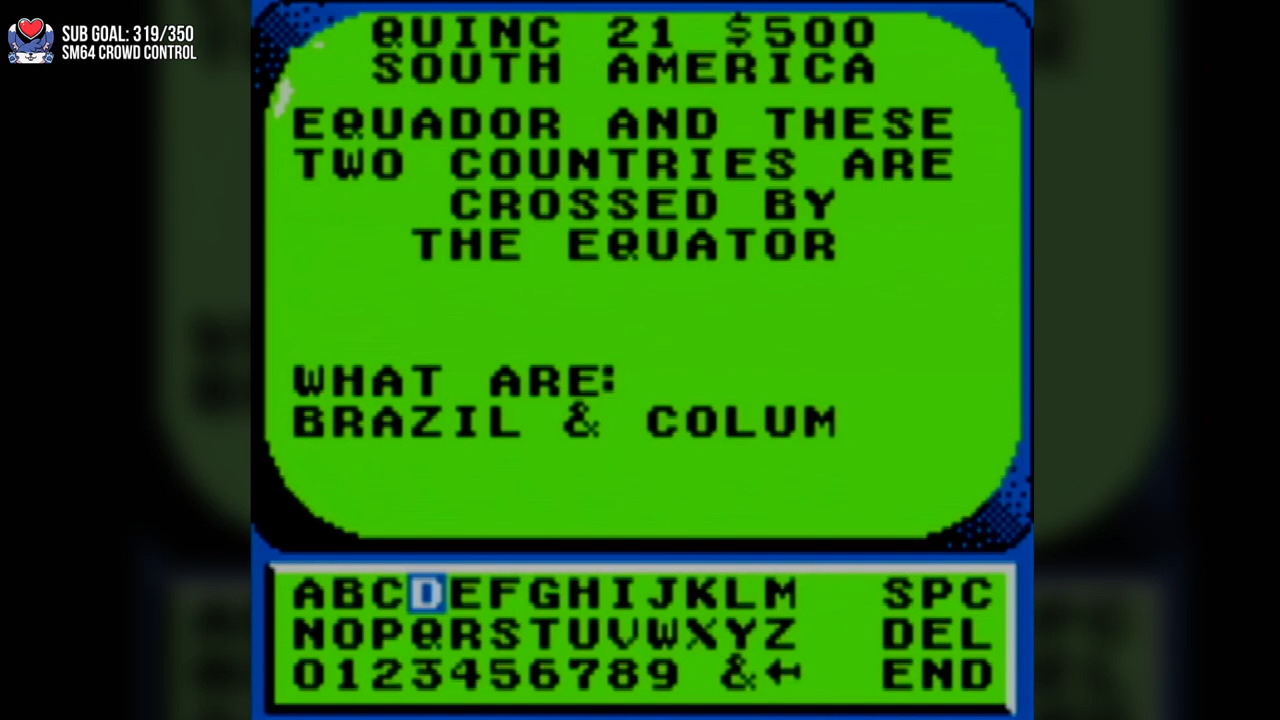 SUB GOAL: 319/350
SM64 CROWD CONTROL
QUINC 21 $500
SOUTH AMERICA
EQUADOR AND THESE
TWO COUNTRIES ARE
CROSSED BY
THE EQUATOR
WHAT ARE:
BRAZIL & COLUM
ABCDEFGHIJKLM SPC
NOPQRSTUVWXYZ DEL
0123456789 &← END